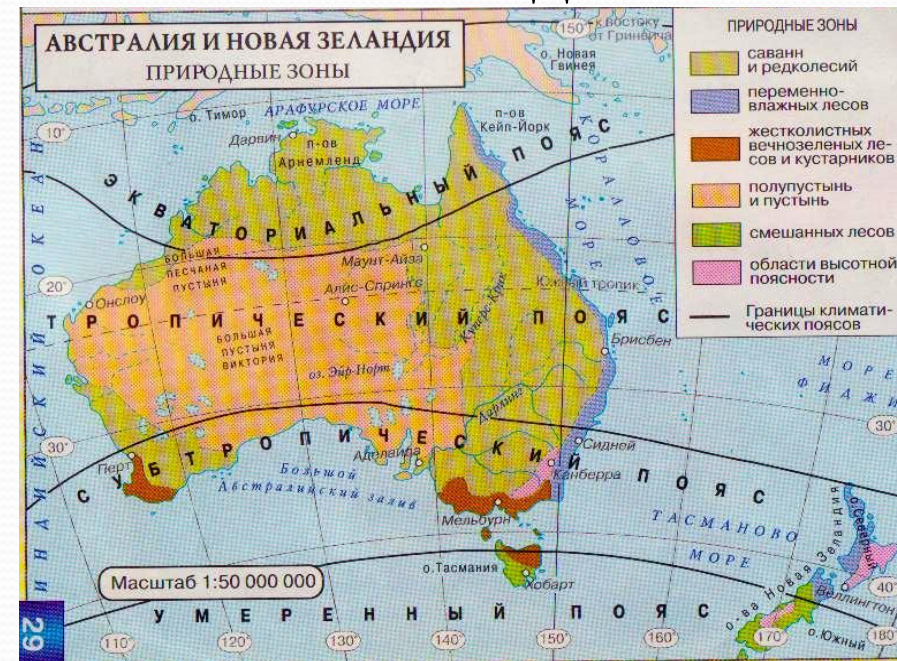 АВСТРАЛИЯ И НОВАЯ ЗЕЛАНДИЯ
ПРИРОДНЫЕ ЗОНЫ
150°
к востоку
от Гринвича
ПРИРОДНЫЕ ЗОНЫ
саванн
и редколесий
переменно-
влажных лесов
жестколистных
вечнозеленых ле-
сов и кустарников
полупустынь
и пустынь
смешанных лесов
области высотной
поясности
Границы климати-
ческих поясов
о. Новая
Гвинея
о. Тимор
АРАФУРСКОЕ МОРЕ
10°
Дарвин
п-ов
Арнемленд
п-ов
Кейп-Йорк
КОРАЛЛОВОЕ
МОРЕ
ЭКВАТОРИАЛЬНЫЙ ПОЯС
БОЛЬШАЯ
ПЕСЧАНАЯ
ПУСТЫНЯ
Маунт-Айза
20°
Онслоу
Алис-Спрингс
Куперс-Крик
Южный тропик
ТРОПИЧЕСКИЙ ПОЯС
БОЛЬШАЯ
ПУСТЫНЯ
ВИКТОРИЯ
Брисбен
МОРЕ
ФИДЖИ
оз. Эйр-Норт
Дарлинг
30°
30°
СУБТРОПИЧЕСКИЙ ПОЯС
Перт
Аделаида
Сидней
Канберра
Большой
Австралийский залив
Мельбурн
ТАСМАНОВО
МОРЕ
ИНДИЙСКИЙ ОКЕАН
о.Тасмания
Хобарт
о-ва Новая Зеландия
о.Северный
40°
Веллингтон
о. Южный
Масштаб 1:50 000 000
УМЕРЕННЫЙ ПОЯС
29
110°
120°
130°
140°
150°
160°
170°
180°